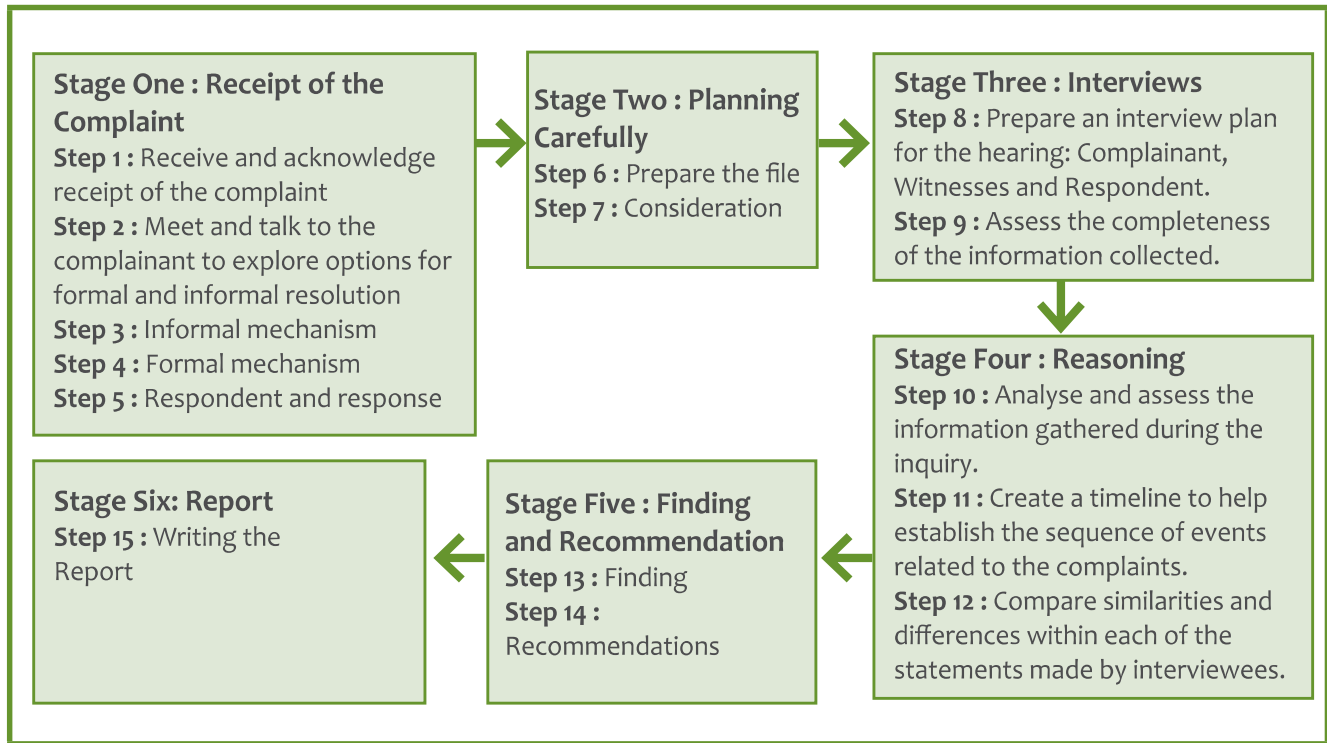 Stage One : Receipt of the
Complaint
Step 1 : Receive and acknowledge
receipt of the complaint
Step 2 : Meet and talk to the
complainant to explore options for
formal and informal resolution
Step 3 : Informal mechanism
Step 4 : Formal mechanism
Step 5 : Respondent and response
Stage Two : Planning
Carefully
Step 6 : Prepare the file
Step 7 : Consideration
Stage Three : Interviews
Step 8 : Prepare an interview plan
for the hearing: Complainant,
Witnesses and Respondent.
Step 9 : Assess the completeness
of the information collected.
Stage Four : Reasoning
Step 10 : Analyse and assess the
information gathered during the
inquiry.
Step 11 : Create a timeline to help
establish the sequence of events
related to the complaints.
Step 12 : Compare similarities and
differences within each of the
statements made by interviewees.
Stage Five : Finding
and Recommendation
Step 13 : Finding
Step 14 :
Recommendations
Stage Six: Report
Step 15 : Writing the
Report